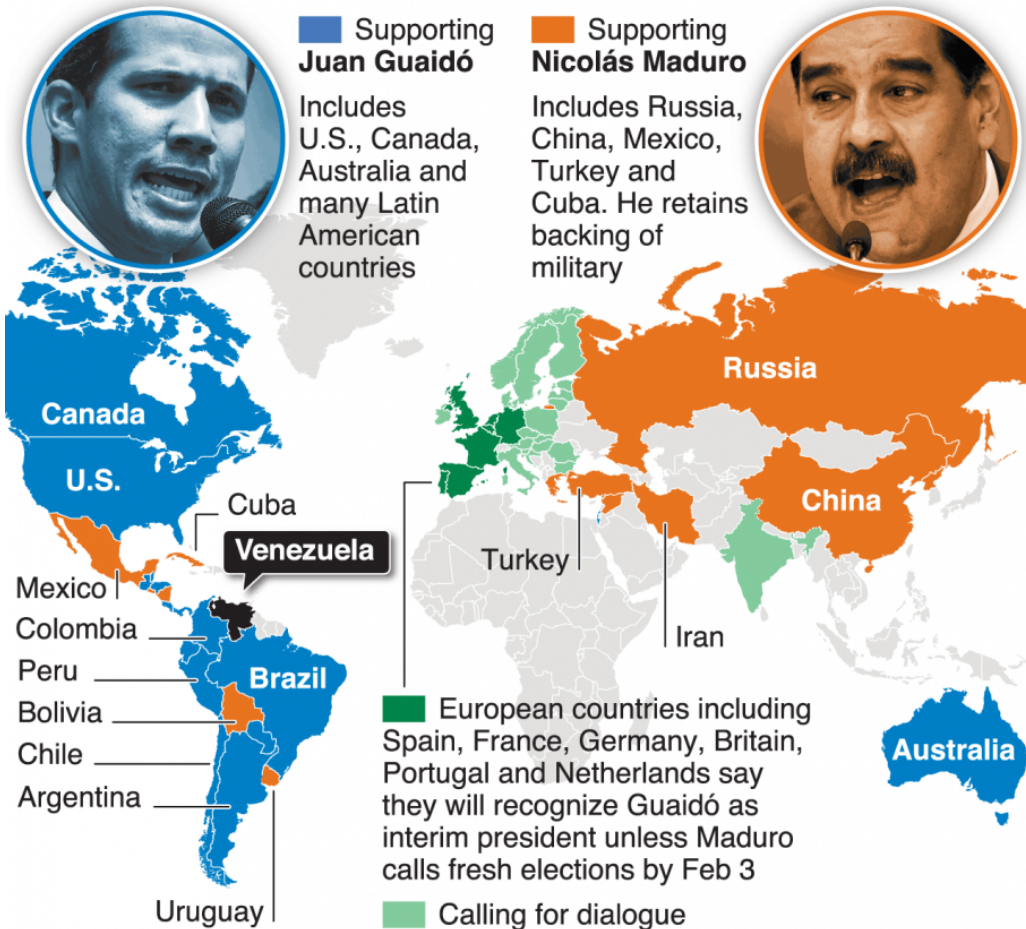 Supporting
Juan Guaidó
Includes
U.S., Canada,
Australia and
many Latin
American
countries
Supporting
Nicolás Maduro
Includes Russia,
China, Mexico,
Turkey and
Cuba. He retains
backing of
military
Canada
U.S.
Russia
China
Cuba
Venezuela
Turkey
Iran
Mexico
Colombia
Peru
Brazil
Bolivia
Chile
Argentina
Uruguay
Australia
European countries including
Spain, France, Germany, Britain,
Portugal and Netherlands say
they will recognize Guaidó as
interim president unless Maduro
calls fresh elections by Feb 3
Calling for dialogue